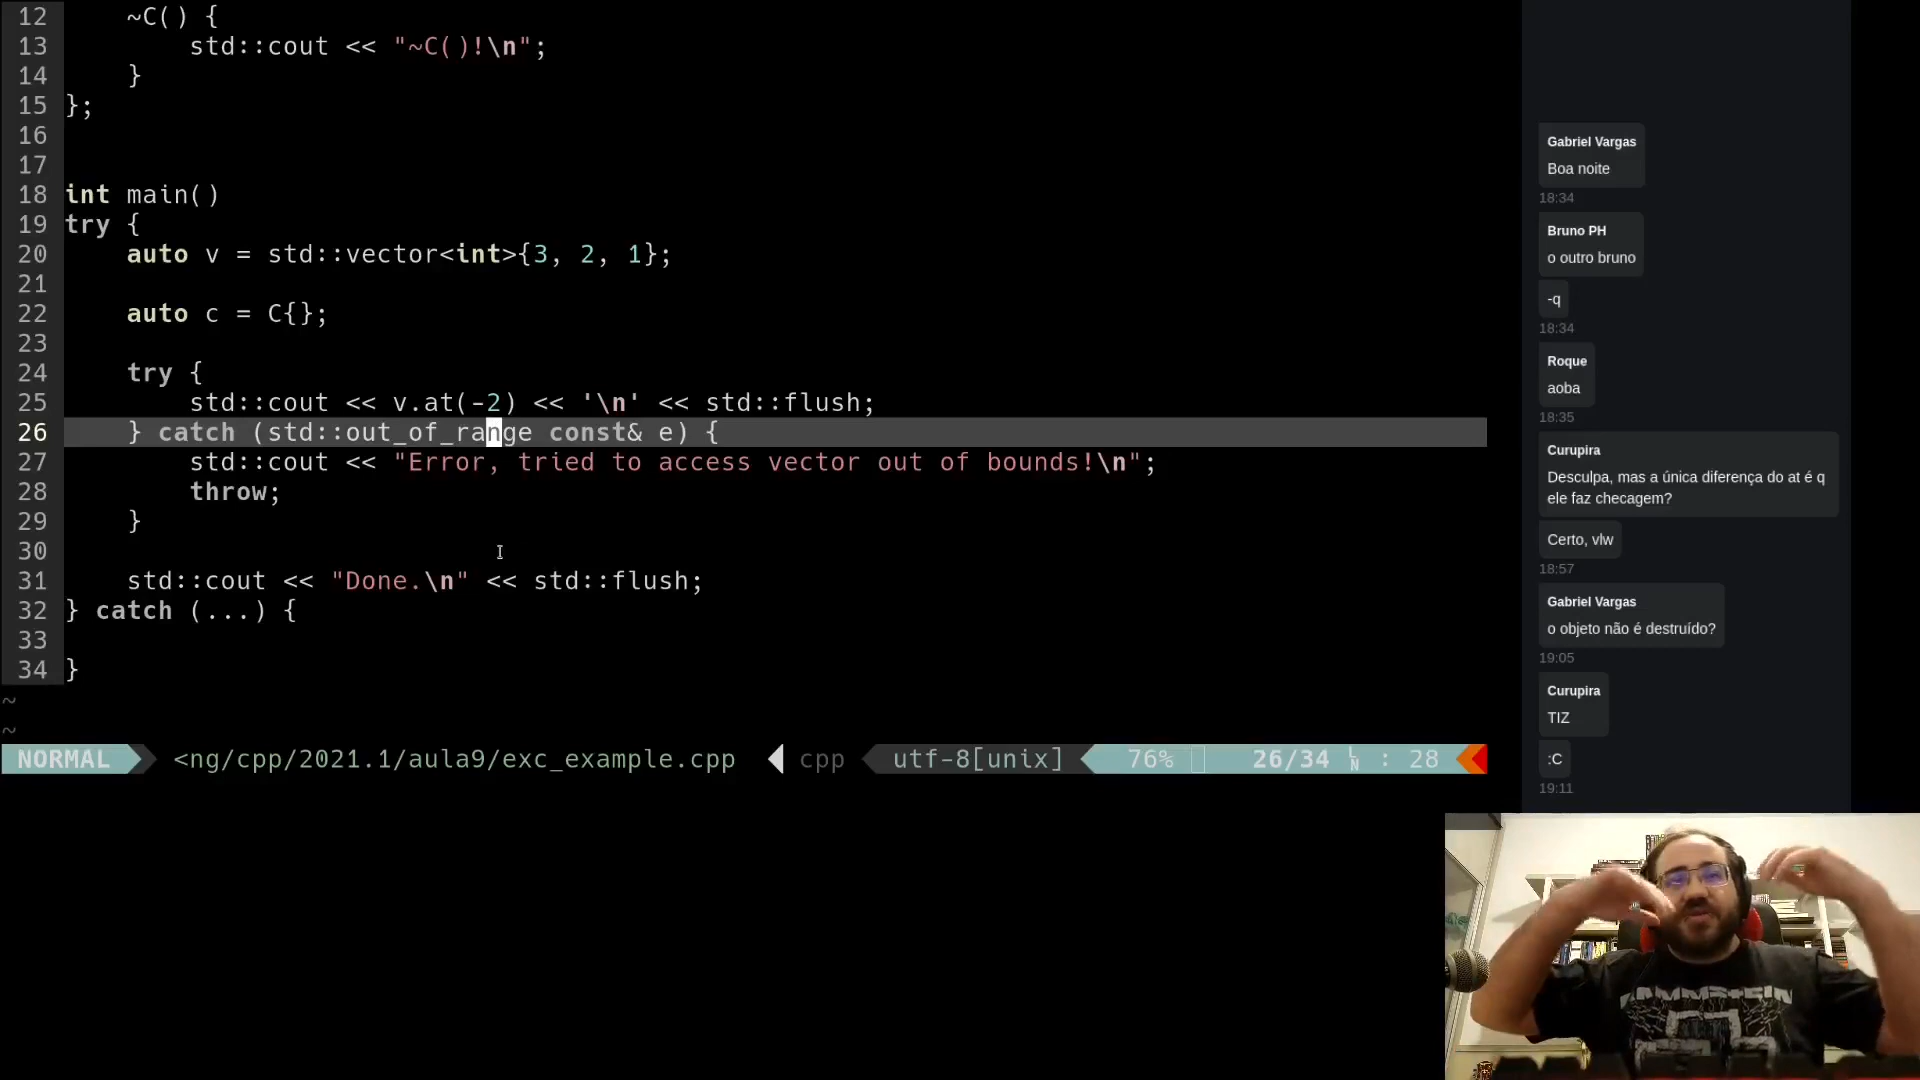 12     ~C() {
13         std::cout << "~C()!\n";
14     }
15 };
16
17
18 int main()
19 try {
20     auto v = std::vector<int>{3, 2, 1};
21
22     auto c = C{};
23
24     try {
25         std::cout << v.at(-2) << '\n' << std::flush;
26     } catch (std::out_of_range const& e) {
27         std::cout << "Error, tried to access vector out of bounds!\n";
28         throw;
29     }
30
31     std::cout << "Done.\n" << std::flush;
32 } catch (...) {
33
34 }
~
~
NORMAL <ng/cpp/2021.1/aula9/exc_example.cpp cpp utf-8[unix] 76% 26/34 : 28
Gabriel Vargas
Boa noite
18:34
Bruno PH
o outro bruno
-q
18:34
Roque
aoba
18:35
Curupira
Desculpa, mas a única diferença do at é q
ele faz checagem?
Certo, vlw
18:57
Gabriel Vargas
o objeto não é destruído?
19:05
Curupira
TIZ
:C
19:11
RAMMSTEIN